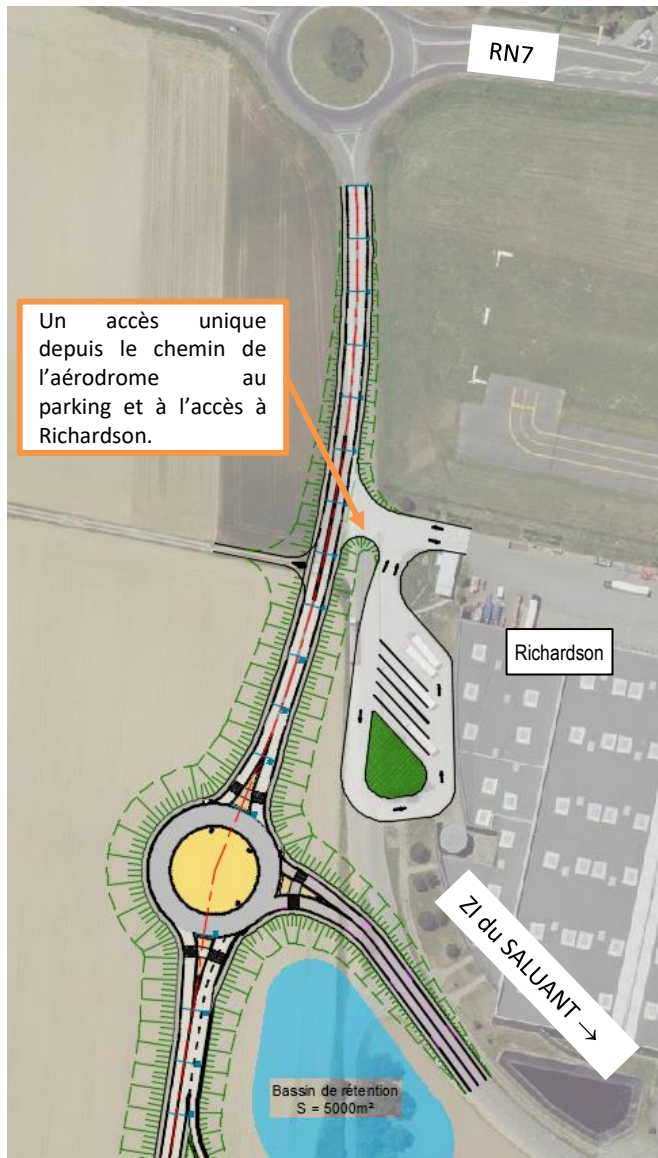 RN7
Un accès unique
depuis le chemin de
l’aérodrome au
parking et à l’accès à
Richardson.
Richardson
ZI du SALUANT →
Bassin de rétention
S = 5000m²